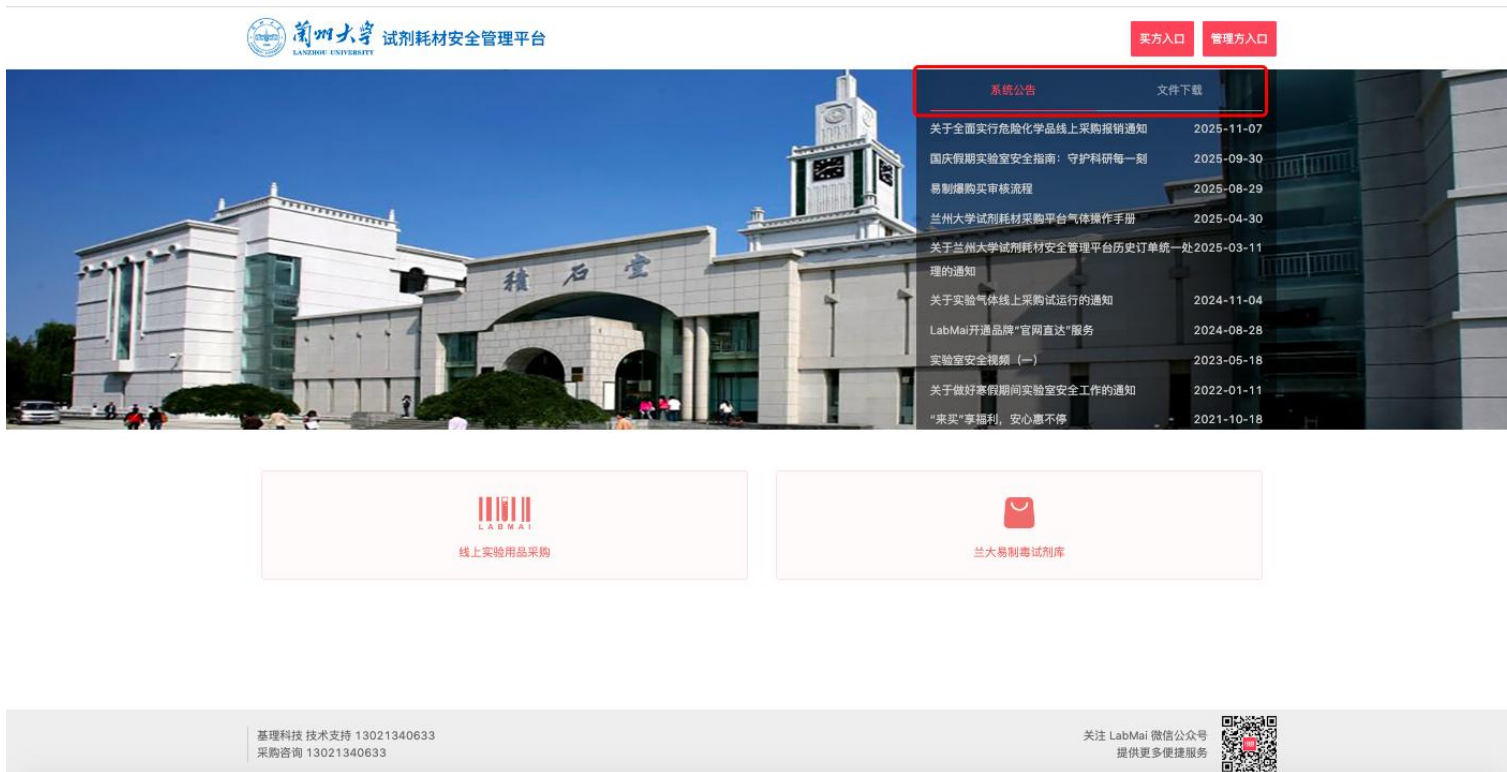 蘭州大学
LANZHOU UNIVERSITY
试剂耗材安全管理平台
买方入口 管理方入口
系统公告 文件下载
关于全面实行危险化学品线上采购报销通知 2025-11-07
国庆假期实验室安全指南：守护科研每一刻 2025-09-30
易制爆购买审核流程 2025-08-29
兰州大学试剂耗材采购平台气体操作手册 2025-04-30
关于兰州大学试剂耗材安全管理平台历史订单统一处 2025-03-11
理的通知
关于实验气体线上采购试运行的通知 2024-11-04
LabMai开通品牌“官网直达”服务 2024-08-28
实验室安全视频（一） 2023-05-18
关于做好寒假期间实验室安全工作的通知 2022-01-11
“来买”享福利，安心惠不停 2021-10-18
積石堂
LABMAI
线上实验用品采购
兰大易制毒试剂库
基理科技 技术支持 13021340633
采购咨询 13021340633
关注 LabMai 微信公众号
提供更多便捷服务